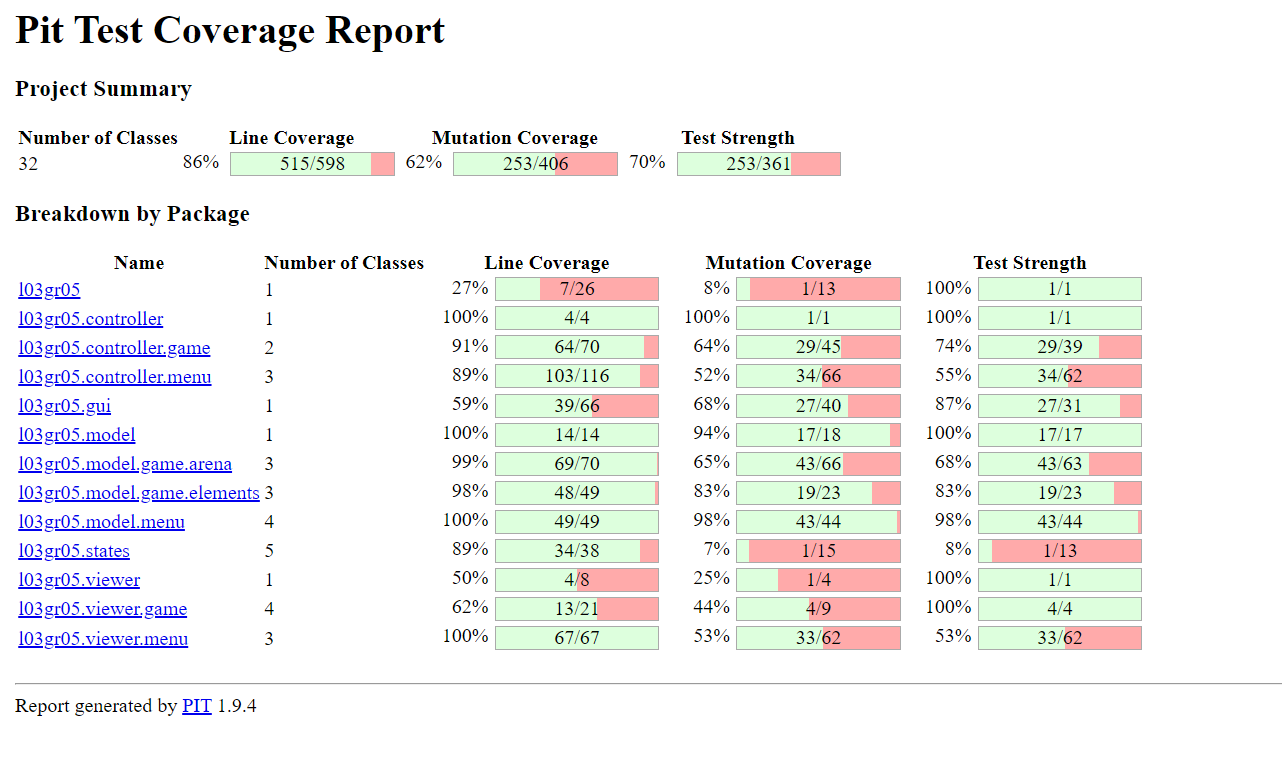 Pit Test Coverage Report
Project Summary
Number of Classes Line Coverage Mutation Coverage Test Strength
32 86% 515/598 62% 253/406 70% 253/361
Breakdown by Package
Name Number of Classes Line Coverage Mutation Coverage Test Strength
l03gr05 1 27% 7/26 8% 1/13 100% 1/1
l03gr05.controller 1 100% 4/4 100% 1/1 100% 1/1
l03gr05.controller.game 2 91% 64/70 64% 29/45 74% 29/39
l03gr05.controller.menu 3 89% 103/116 52% 34/66 55% 34/62
l03gr05.gui 1 59% 39/66 68% 27/40 87% 27/31
l03gr05.model 1 100% 14/14 94% 17/18 100% 17/17
l03gr05.model.game.arena 3 99% 69/70 65% 43/66 68% 43/63
l03gr05.model.game.elements 3 98% 48/49 83% 19/23 83% 19/23
l03gr05.model.menu 4 100% 49/49 98% 43/44 98% 43/44
l03gr05.states 5 89% 34/38 7% 1/15 8% 1/13
l03gr05.viewer 1 50% 4/8 25% 1/4 100% 1/1
l03gr05.viewer.game 4 62% 13/21 44% 4/9 100% 4/4
l03gr05.viewer.menu 3 100% 67/67 53% 33/62 53% 33/62
Report generated by PIT 1.9.4